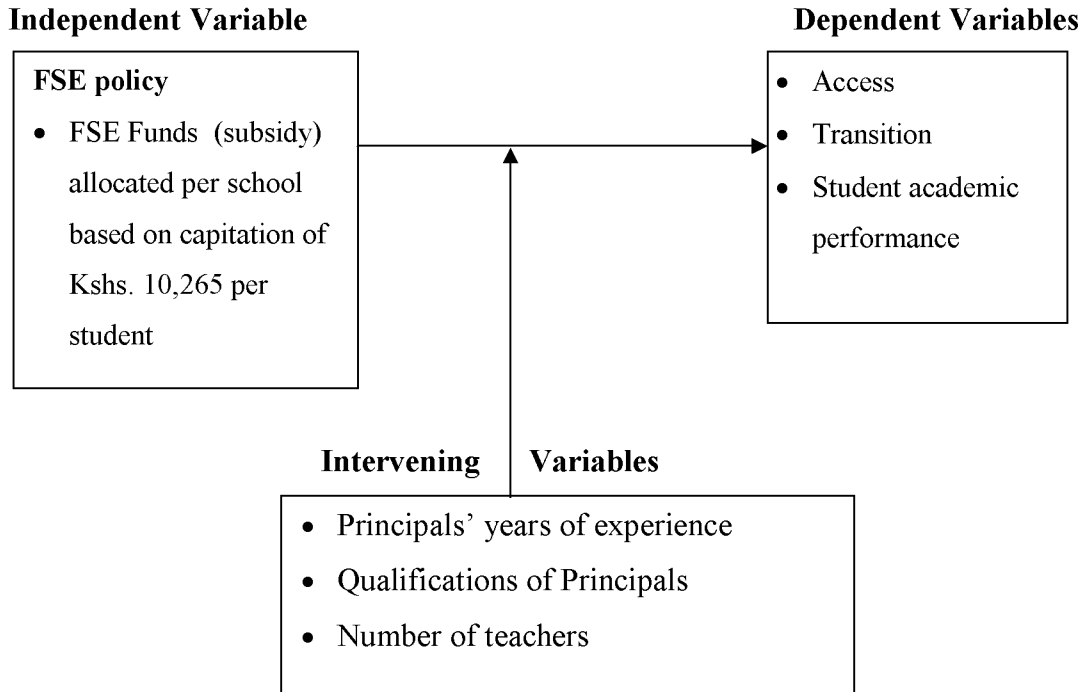 Independent Variable
FSE policy
• FSE Funds (subsidy)
allocated per school
based on capitation of
Kshs. 10,265 per
student
Dependent Variables
• Access
• Transition
• Student academic
performance
Intervening Variables
• Principals’ years of experience
• Qualifications of Principals
• Number of teachers